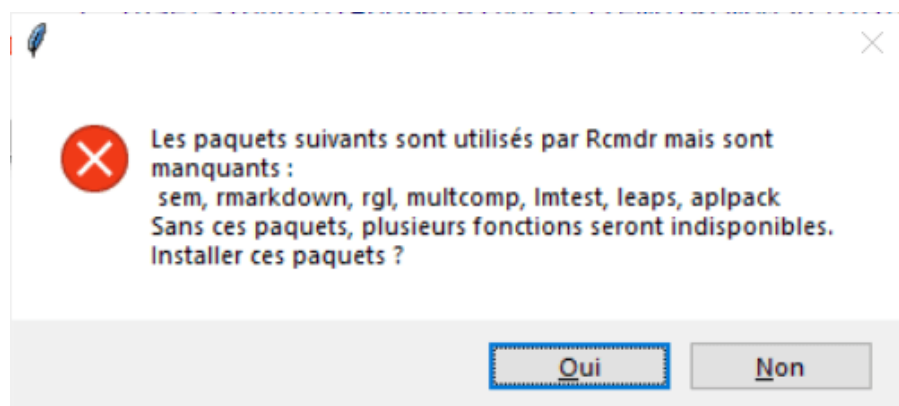 Les paquets suivants sont utilisés par Rcmdr mais sont
manquants :
sem, rmarkdown, rgl, multcomp, lmtest, leaps, aplpack
Sans ces paquets, plusieurs fonctions seront indisponibles.
Installer ces paquets ?
Oui
Non